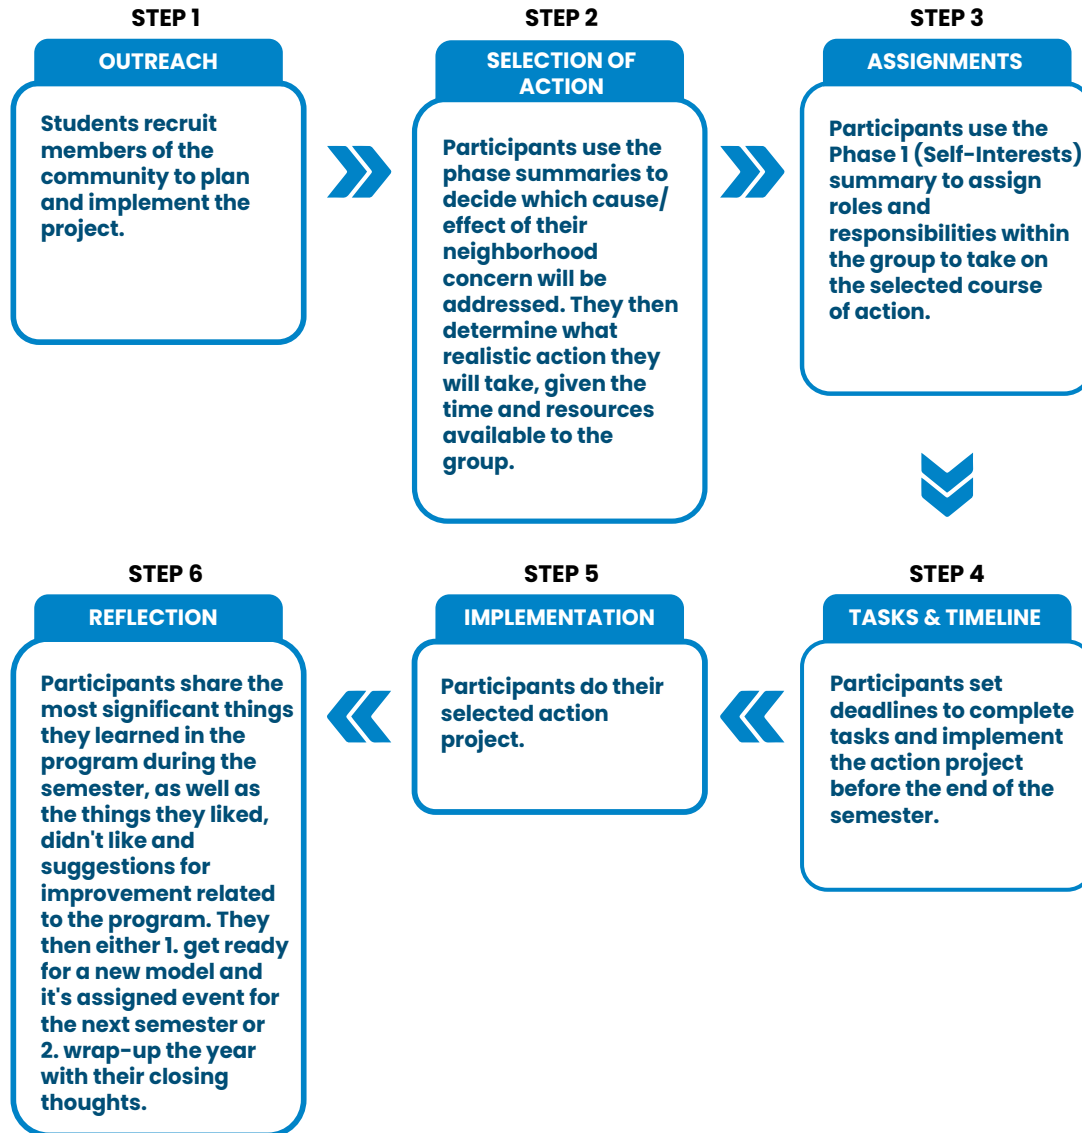 STEP 1
OUTREACH
Students recruit
members of the
community to plan
and implement the
project.
STEP 2
SELECTION OF
ACTION
Participants use the
phase summaries to
decide which cause/
effect of their
neighborhood
concern will be
addressed. They then
determine what
realistic action they
will take, given the
time and resources
available to the
group.
STEP 3
ASSIGNMENTS
Participants use the
Phase 1 (Self-Interests)
summary to assign
roles and
responsibilities within
the group to take on
the selected course
of action.
STEP 4
TASKS & TIMELINE
Participants set
deadlines to complete
tasks and implement
the action project
before the end of the
semester.
STEP 5
IMPLEMENTATION
Participants do their
selected action
project.
STEP 6
REFLECTION
Participants share the
most significant things
they learned in the
program during the
semester, as well as
the things they liked,
didn't like and
suggestions for
improvement related
to the program. They
then either 1. get ready
for a new model and
it's assigned event for
the next semester or
2. wrap-up the year
with their closing
thoughts.